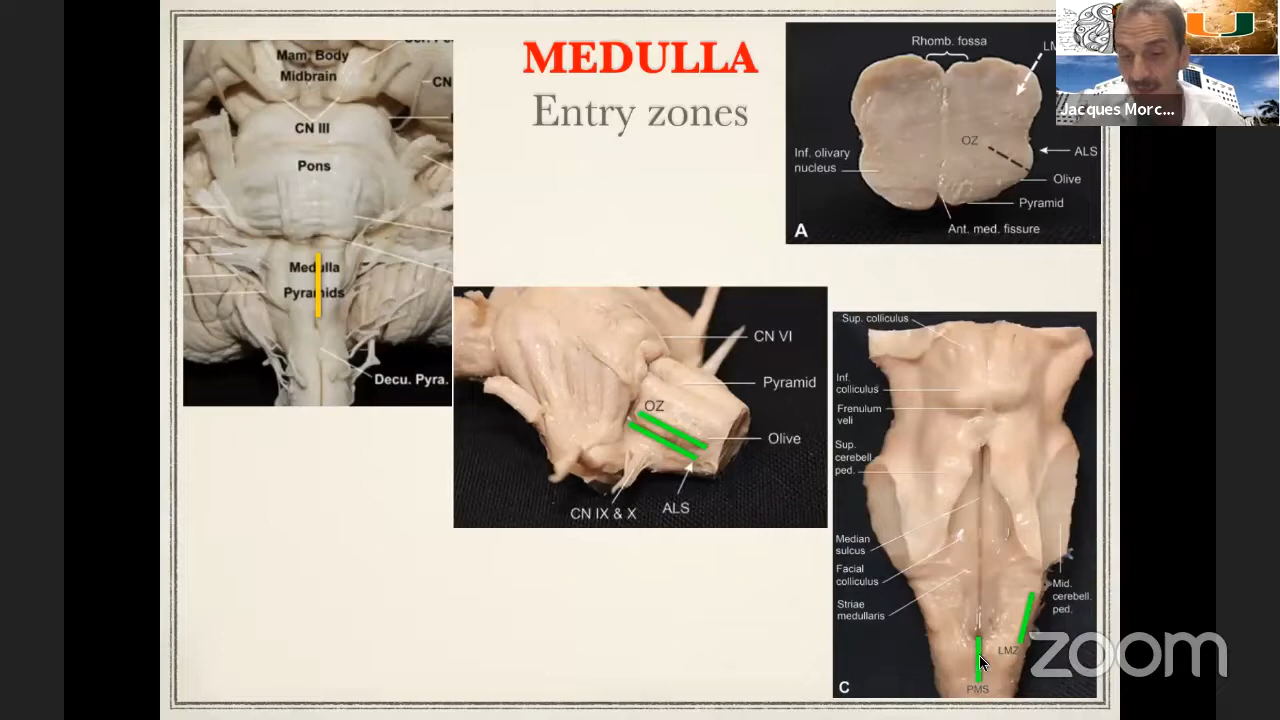 MEDULLA
Entry zones
Mam. Body
Midbrain
CN
CN III
Pons
Medulla
Pyramids
Decu. Pyra.
Rhomb. fossa
OZ
Inf. olivary
nucleus
ALS
Olive
Pyramid
Ant. med. fissure
A
Jacques Morc...
U
CN VI
Pyramid
OZ
Olive
CN IX & X
ALS
Sup. colliculus
Inf.
colliculus
Frenulum
veli
Sup.
cerebell.
ped.
Median
sulcus
Facial
colliculus
Striae
medullaris
Mid.
cerebell.
ped.
LMZ
PMS
C
zoom